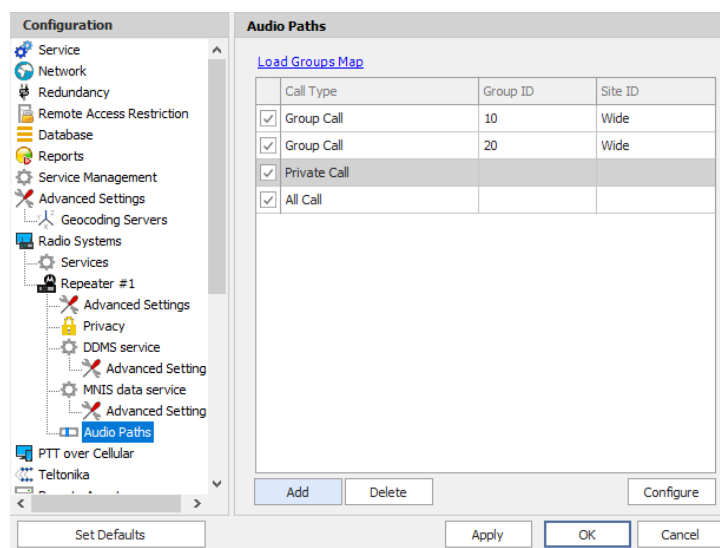 Configuration
Service
Network
Redundancy
Remote Access Restriction
Database
Reports
Service Management
Advanced Settings
Geocoding Servers
Radio Systems
Services
Repeater #1
Advanced Settings
Privacy
DDMS service
Advanced Setting
MNIS data service
Advanced Setting
Audio Paths
PTT over Cellular
Teltonika
Set Defaults
Audio Paths
Load Groups Map
Call Type Group ID Site ID
Group Call 10 Wide
Group Call 20 Wide
Private Call
All Call
Add Delete Configure
Apply OK Cancel